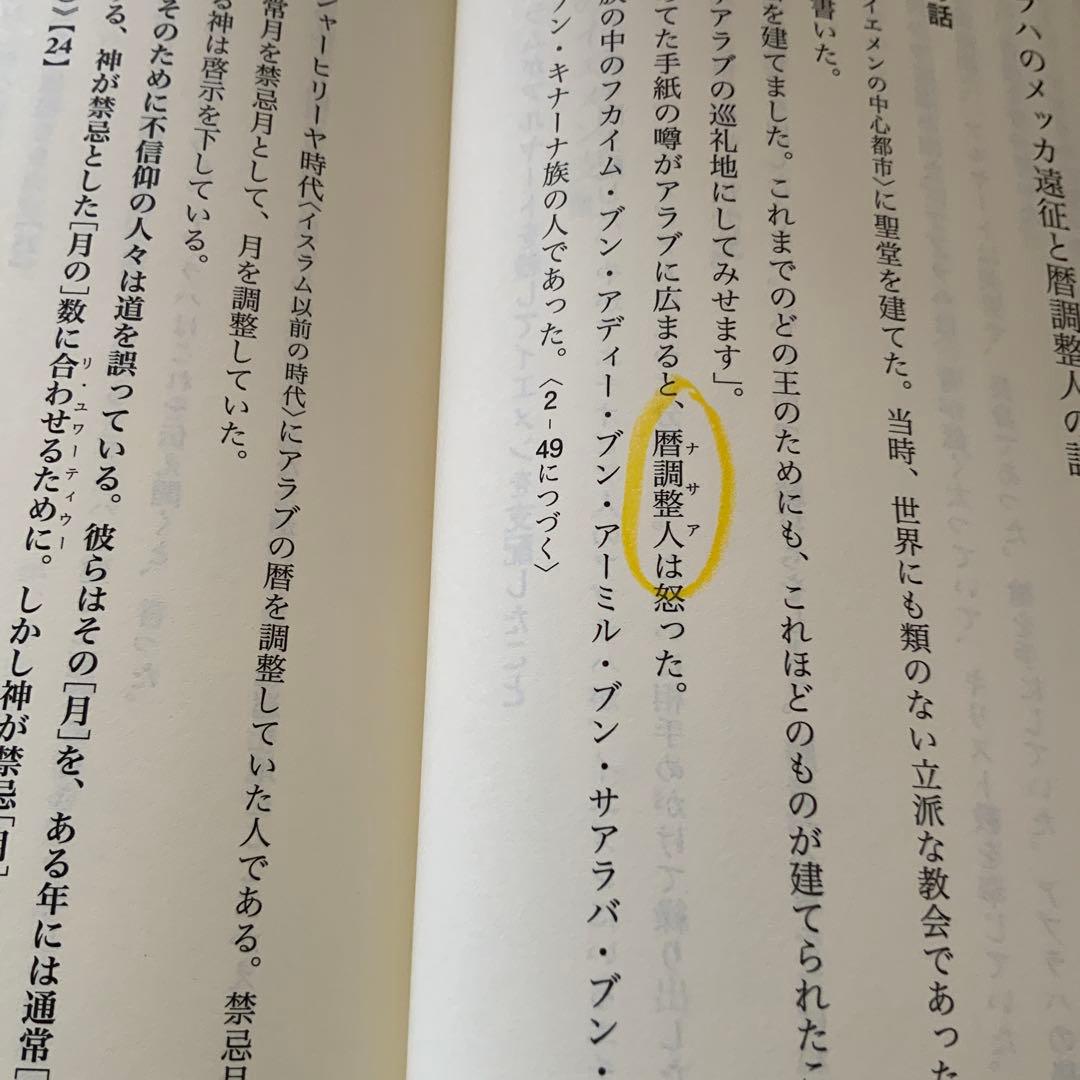 ブハのメッカ遠征と暦調整人の話
の話
イエメンの中心都市〉に聖堂を建てた。当時、世界にも類のない立派な教会であった
書いた。
を建てました。これまでのどの王のためにも、これほどのものが建てられたこ
アラブの巡礼地にしてみせます」。
てた手紙の噂がアラブに広まると、暦調整人は怒った。
ナサア
族の中のフカイム・ブン・アディー・ブン・アーミル・ブン・サアラバ・ブン・
ン・キナーナ族の人であった。〈2-49につづく〉
ジャーヒリーヤ時代〈イスラム以前の時代〉にアラブの暦を調整していた人である。禁忌月
常月を禁忌月として、月を調整していた。
る神は啓示を下している。
そのために不信仰の人々は道を誤っている。彼らはその[月]を、ある年には通常[
る、神が禁忌とした[月の]数に合わせるために。しかし神が禁忌[月]
リ・ユワーティウー
〉【24】